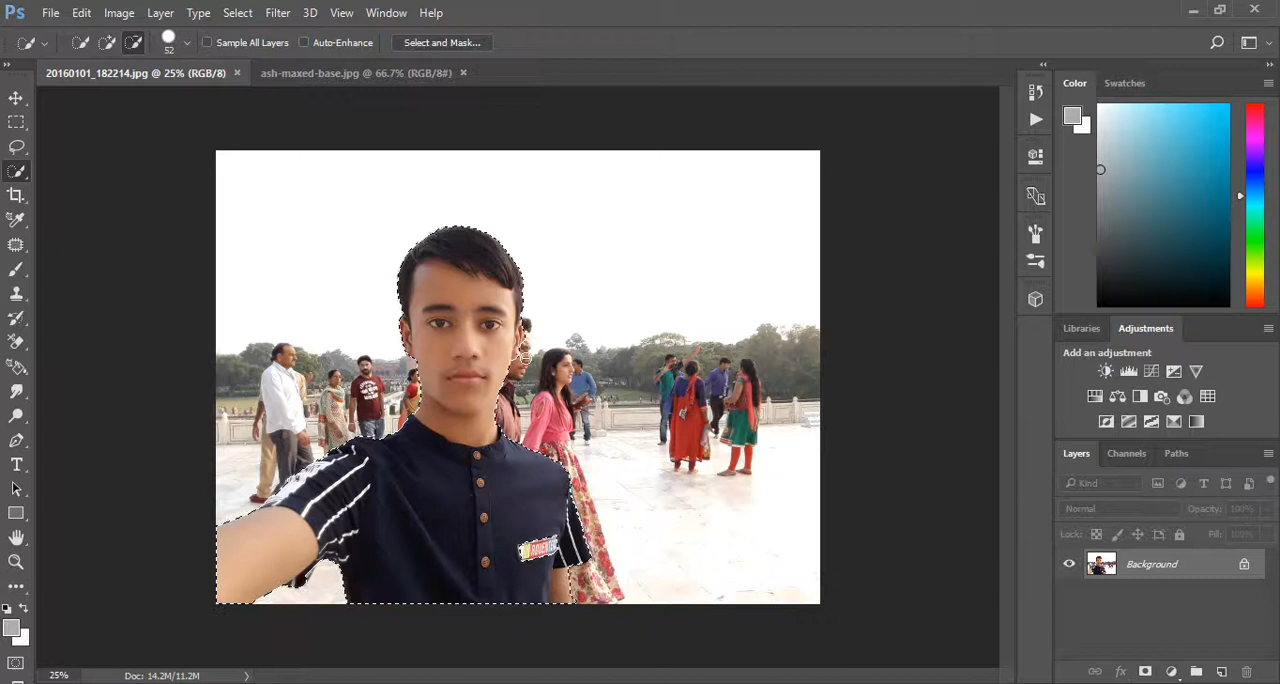 Ps File Edit Image Layer Type Select Filter 3D View Window Help
52 Sample All Layers Auto-Enhance Select and Mask...
20160101_182214.jpg @ 25% (RGB/8) × ash-maxed-base.jpg @ 66.7% (RGB/8#) ×
Color Swatches
Libraries Adjustments
Add an adjustment
Layers Channels Paths
Kind
Normal Opacity: 100%
Lock: Fill: 100%
Background
25% Doc: 14.2M/11.2M